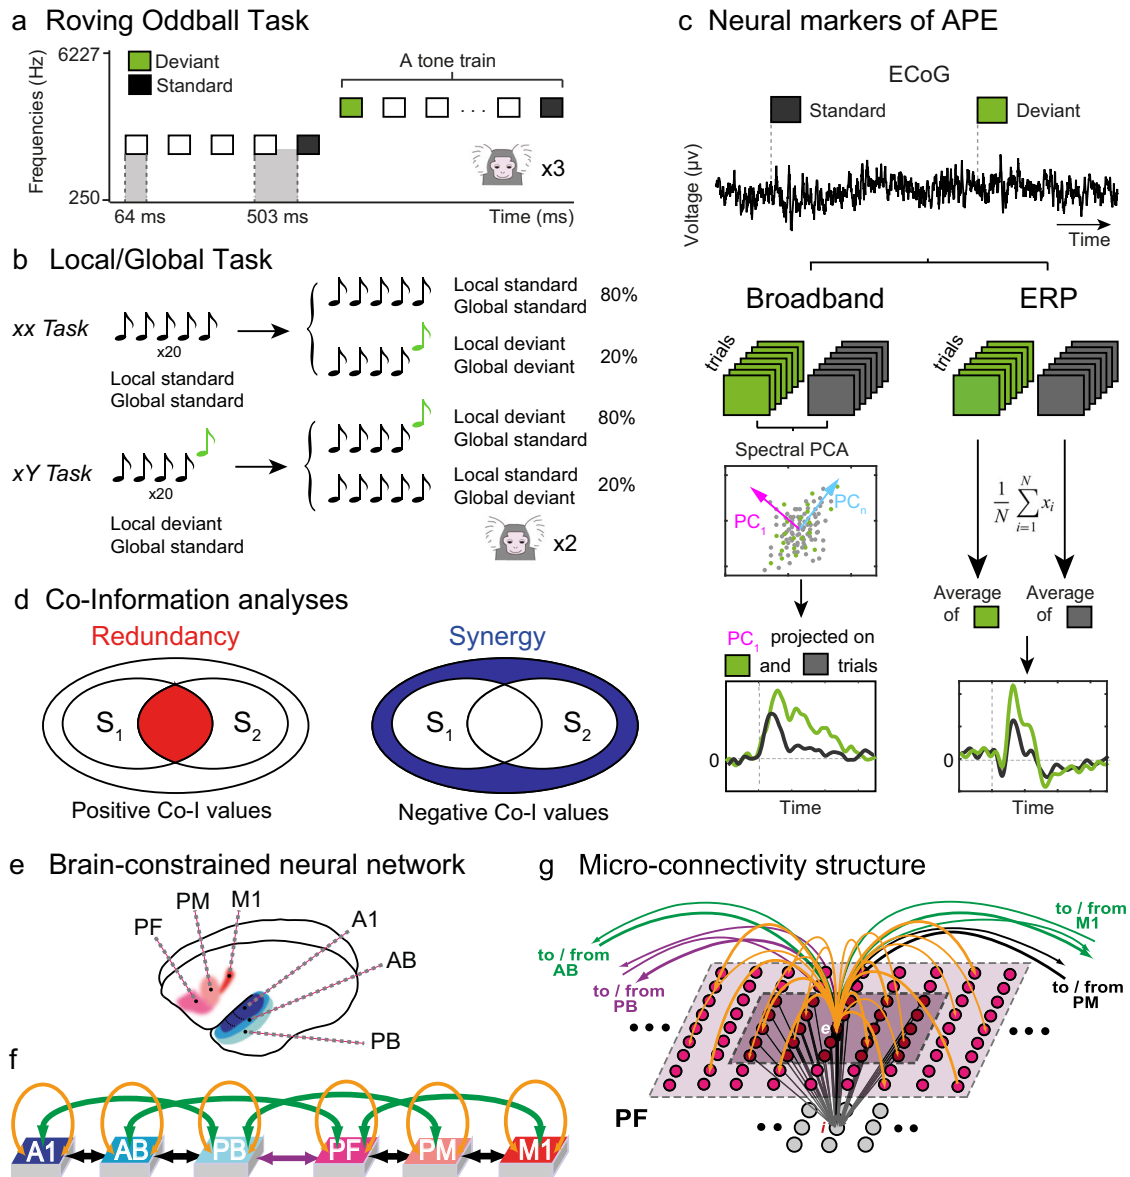 a Roving Oddball Task
6227
Frequencies (Hz)
250
Deviant
Standard
A tone train
. . .
x3
64 ms
503 ms
Time (ms)
b Local/Global Task
xx Task
x20
Local standard
Global standard
Local standard
Global standard
80%
Local deviant
Global deviant
20%
xY Task
x20
Local deviant
Global standard
Local deviant
Global standard
80%
Local standard
Global deviant
20%
x2
c Neural markers of APE
ECoG
Standard
Deviant
Voltage (μv)
Time
Broadband
ERP
trials
trials
Spectral PCA
PC1
PCn
1/N ∑ i=1 N xi
Average
of
Average
of
PC1 projected on
and trials
0
Time
0
Time
d Co-Information analyses
Redundancy
S1 S2
Positive Co-I values
Synergy
S1 S2
Negative Co-I values
e Brain-constrained neural network
PF
PM
M1
A1
AB
PB
f
A1 AB PB PF PM M1
g Micro-connectivity structure
to / from
AB
to / from
PB
to / from
M1
to / from
PM
e
i
PF